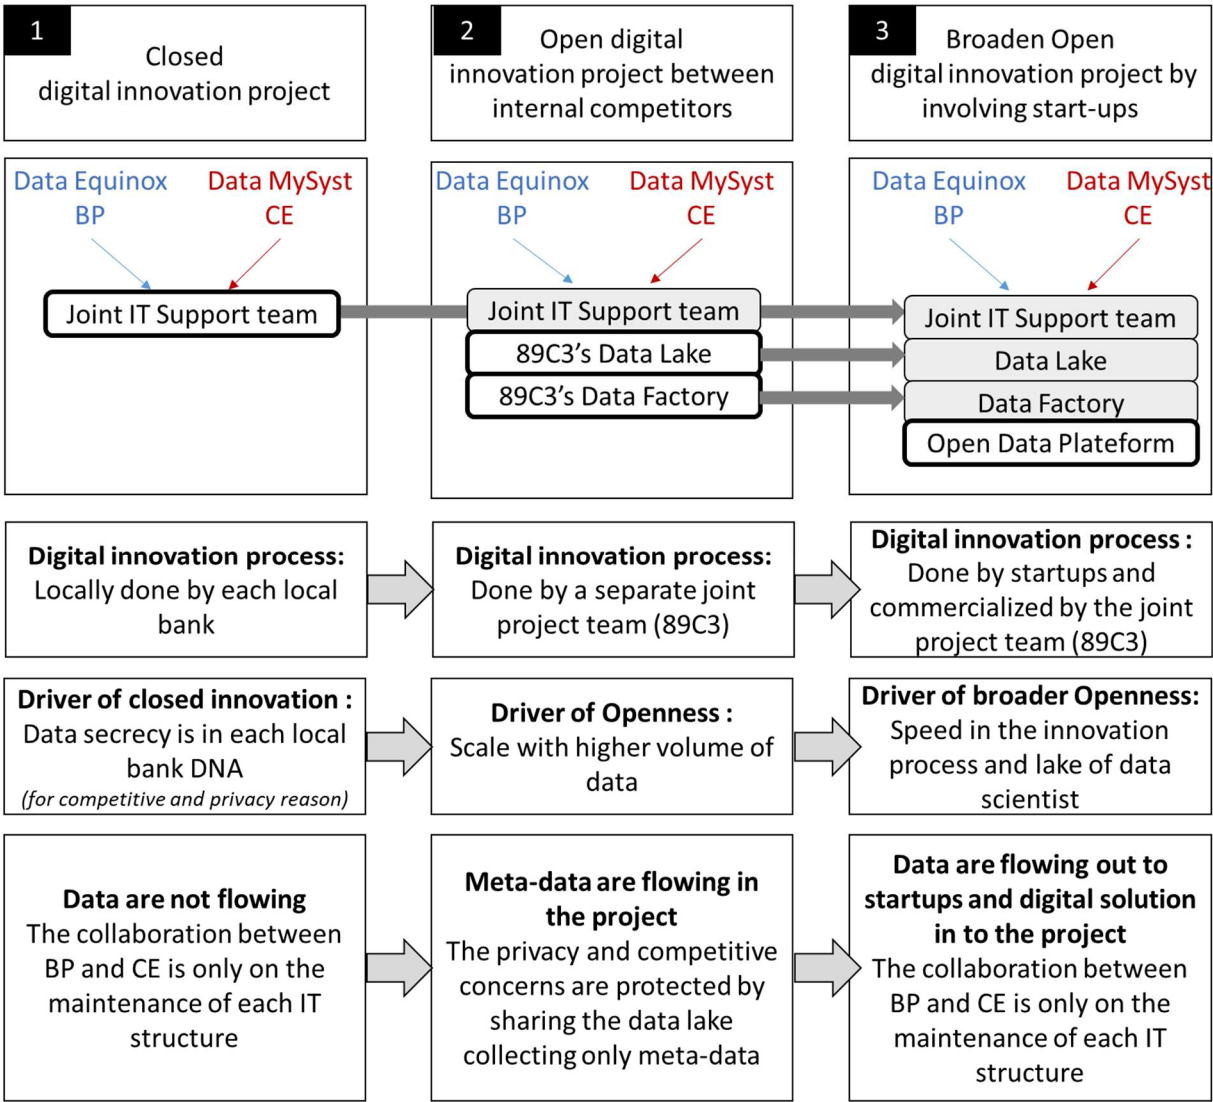 1
Closed
digital innovation project
2
Open digital
innovation project between
internal competitors
3
Broaden Open
digital innovation project by
involving start-ups
Data Equinox
BP
Data MySyst
CE
Joint IT Support team
Data Equinox
BP
Data MySyst
CE
Joint IT Support team
89C3's Data Lake
89C3's Data Factory
Data Equinox
BP
Data MySyst
CE
Joint IT Support team
Data Lake
Data Factory
Open Data Plateform
Digital innovation process:
Locally done by each local
bank
Digital innovation process:
Done by a separate joint
project team (89C3)
Digital innovation process :
Done by startups and
commercialized by the joint
project team (89C3)
Driver of closed innovation :
Data secrecy is in each local
bank DNA
(for competitive and privacy reason)
Driver of Openness :
Scale with higher volume of
data
Driver of broader Openness:
Speed in the innovation
process and lake of data
scientist
Data are not flowing
The collaboration between
BP and CE is only on the
maintenance of each IT
structure
Meta-data are flowing in
the project
The privacy and competitive
concerns are protected by
sharing the data lake
collecting only meta-data
Data are flowing out to
startups and digital solution
in to the project
The collaboration between
BP and CE is only on the
maintenance of each IT
structure